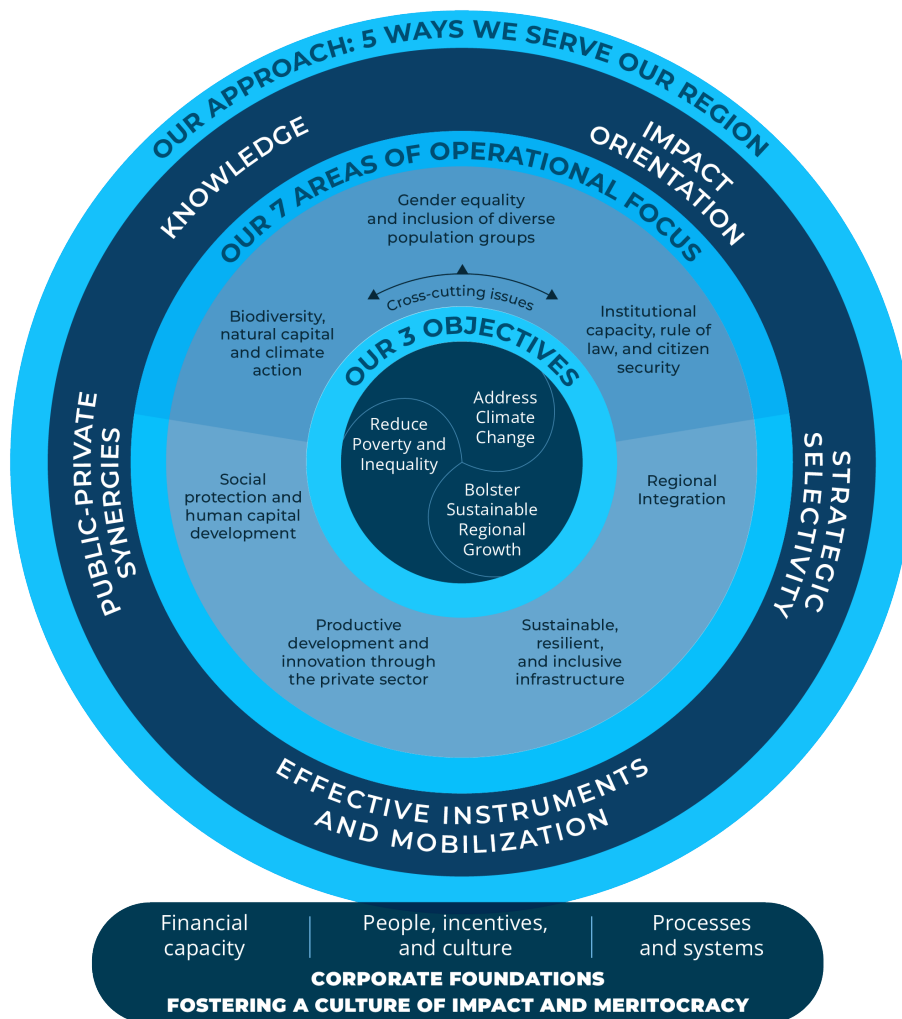 OUR APPROACH: 5 WAYS WE SERVE OUR REGION
KNOWLEDGE
IMPACT
ORIENTATION
OUR 7 AREAS OF OPERATIONAL FOCUS
Gender equality
and inclusion of diverse
population groups
Cross-cutting issues
Biodiversity,
natural capital
and climate
action
Institutional
capacity, rule of
law, and citizen
security
OUR 3 OBJECTIVES
Reduce
Poverty and
Inequality
Address
Climate
Change
Bolster
Sustainable
Regional
Growth
PUBLIC-PRIVATE
SYNERGIES
STRATEGIC
SELECTIVITY
Social
protection and
human capital
development
Regional
Integration
Productive
development and
innovation through
the private sector
Sustainable,
resilient,
and inclusive
infrastructure
EFFECTIVE INSTRUMENTS
AND MOBILIZATION
Financial
capacity
People, incentives,
and culture
Processes
and systems
CORPORATE FOUNDATIONS
FOSTERING A CULTURE OF IMPACT AND MERITOCRACY